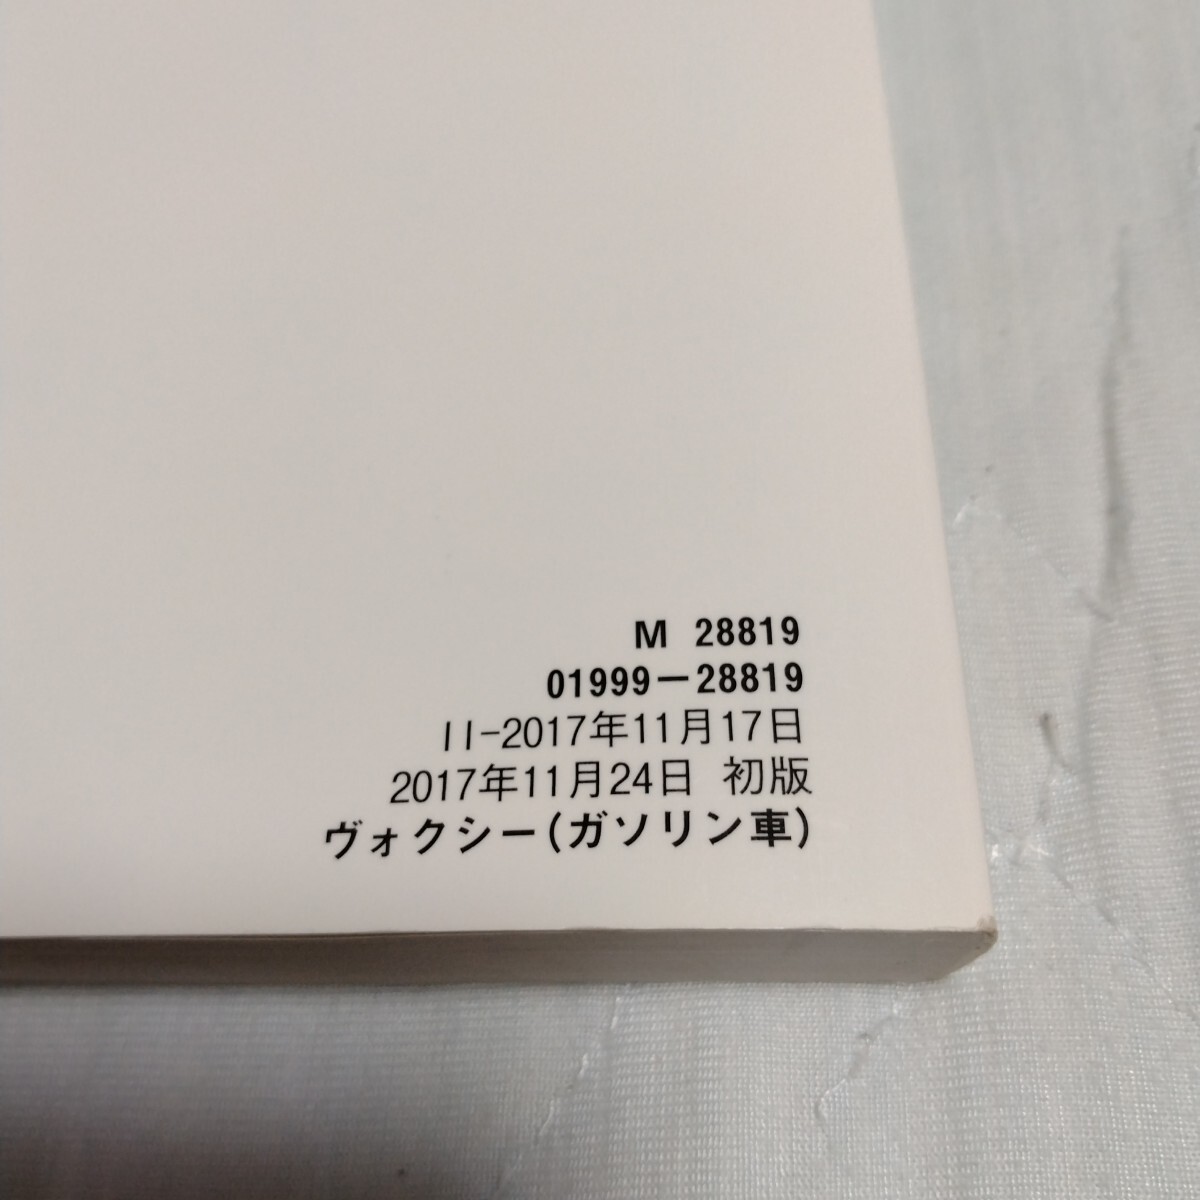 M 28819
01999-28819
II-2017年11月17日
2017年11月24日 初版
ヴォクシー(ガソリン車)